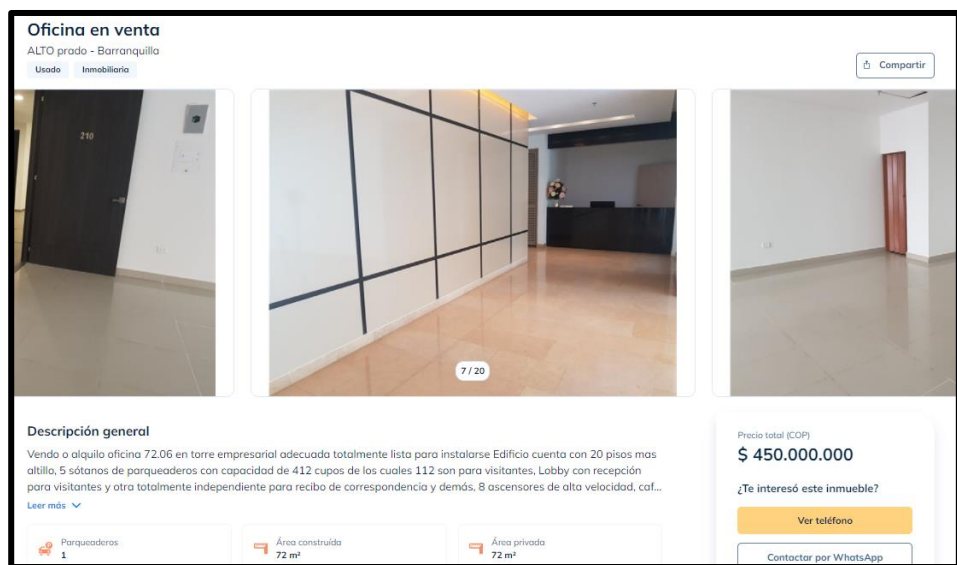 Oficina en venta
ALTO prado - Barranquilla
Usado Inmobiliaria
Compartir
210
7 / 20
Descripción general
Vendo o alquilo oficina 72.06 en torre empresarial adecuada totalmente lista para instalarse Edificio cuenta con 20 pisos mas
altillo, 5 sótanos de parqueaderos con capacidad de 412 cupos de los cuales 112 son para visitantes, Lobby con recepción
para visitantes y otra totalmente independiente para recibo de correspondencia y demás, 8 ascensores de alta velocidad, caf...
Leer más
Parqueaderos
1
Área construida
72 m²
Área privada
72 m²
Precio total (COP)
$ 450.000.000
¿Te interesó este inmueble?
Ver teléfono
Contactar por WhatsApp